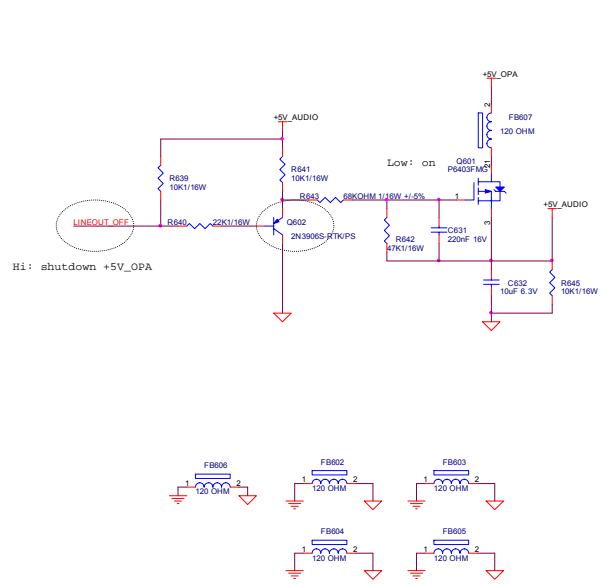 +5V_OPA
2
FB607
120 OHM
+5V_AUDIO
Low: on
Q601
P6403FMG
21
R639
10K1/16W
R641
10K1/16W
R643
68KOHM 1/16W +/-5%
1
+5V_AUDIO
LINEOUT_OFF
R640
22K1/16W
Q602
2N3906S-RTK/PS
3
C631
220nF 16V
R642
47K1/16W
Hi: shutdown +5V_OPA
C632
10uF 6.3V
R645
10K1/16W
FB606
1
2
120 OHM
FB602
1
2
120 OHM
FB603
1
2
120 OHM
FB604
1
2
120 OHM
FB605
1
2
120 OHM